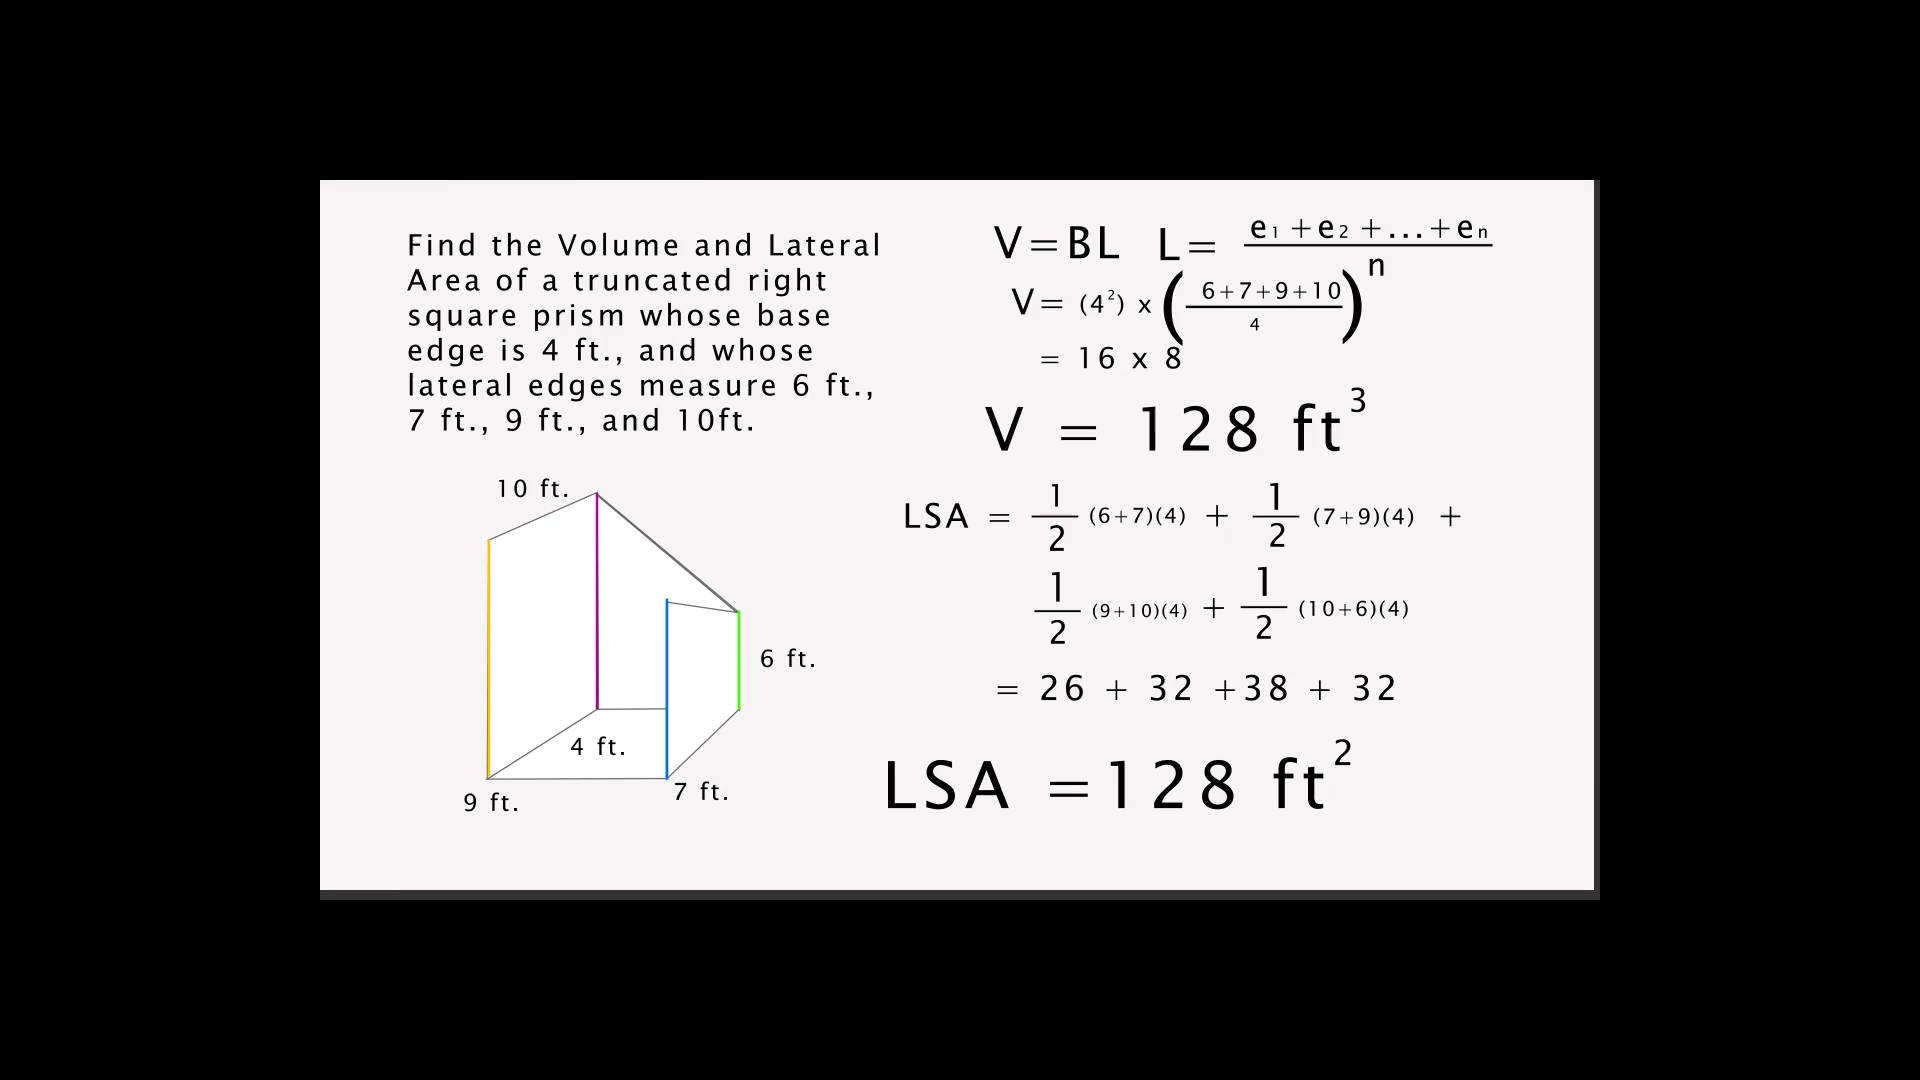 Find the Volume and Lateral
Area of a truncated right
square prism whose base
edge is 4 ft., and whose
lateral edges measure 6 ft.,
7 ft., 9 ft., and 10ft.
10 ft.
6 ft.
4 ft.
7 ft.
9 ft.
V=BL L= e₁+e₂+...+eₙ
n
V= (4²) x ( 6+7+9+10 )
4
= 16 x 8
V = 128 ft³
LSA = 1/2 (6+7)(4) + 1/2 (7+9)(4) +
1/2 (9+10)(4) + 1/2 (10+6)(4)
= 26 + 32 +38 + 32
LSA =128 ft²